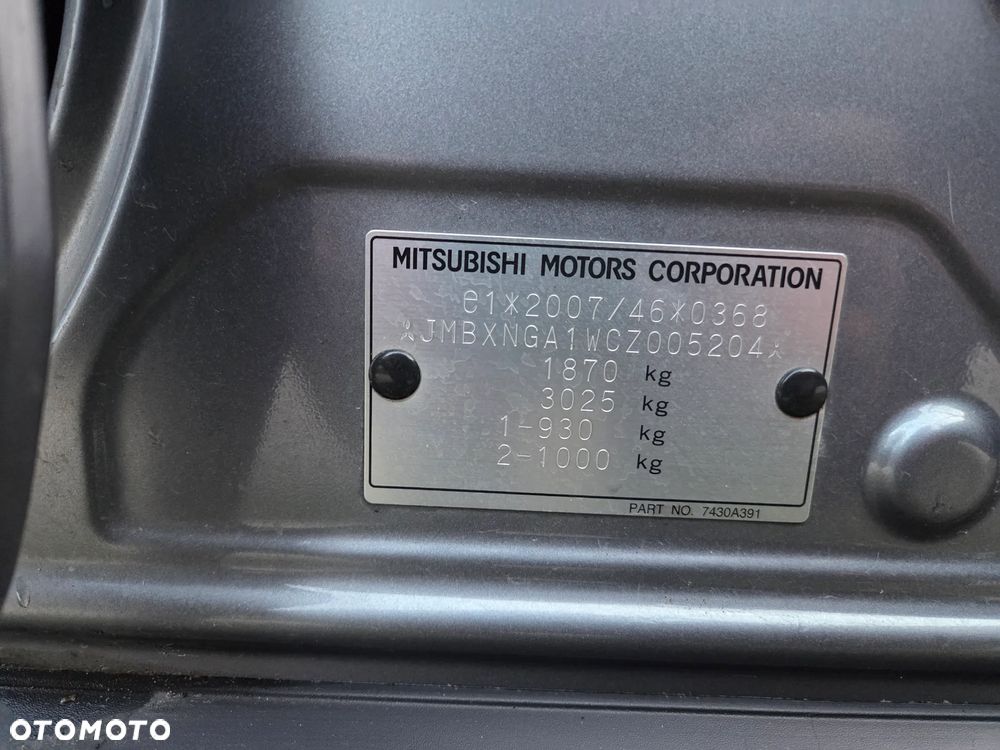 MITSUBISHI MOTORS CORPORATION
e1*2007/46*0368
*JMBXNGA1WCZ005204*
1870 kg
3025 kg
1-930 kg
2-1000 kg
PART NO. 7430A391
OTOMOTO